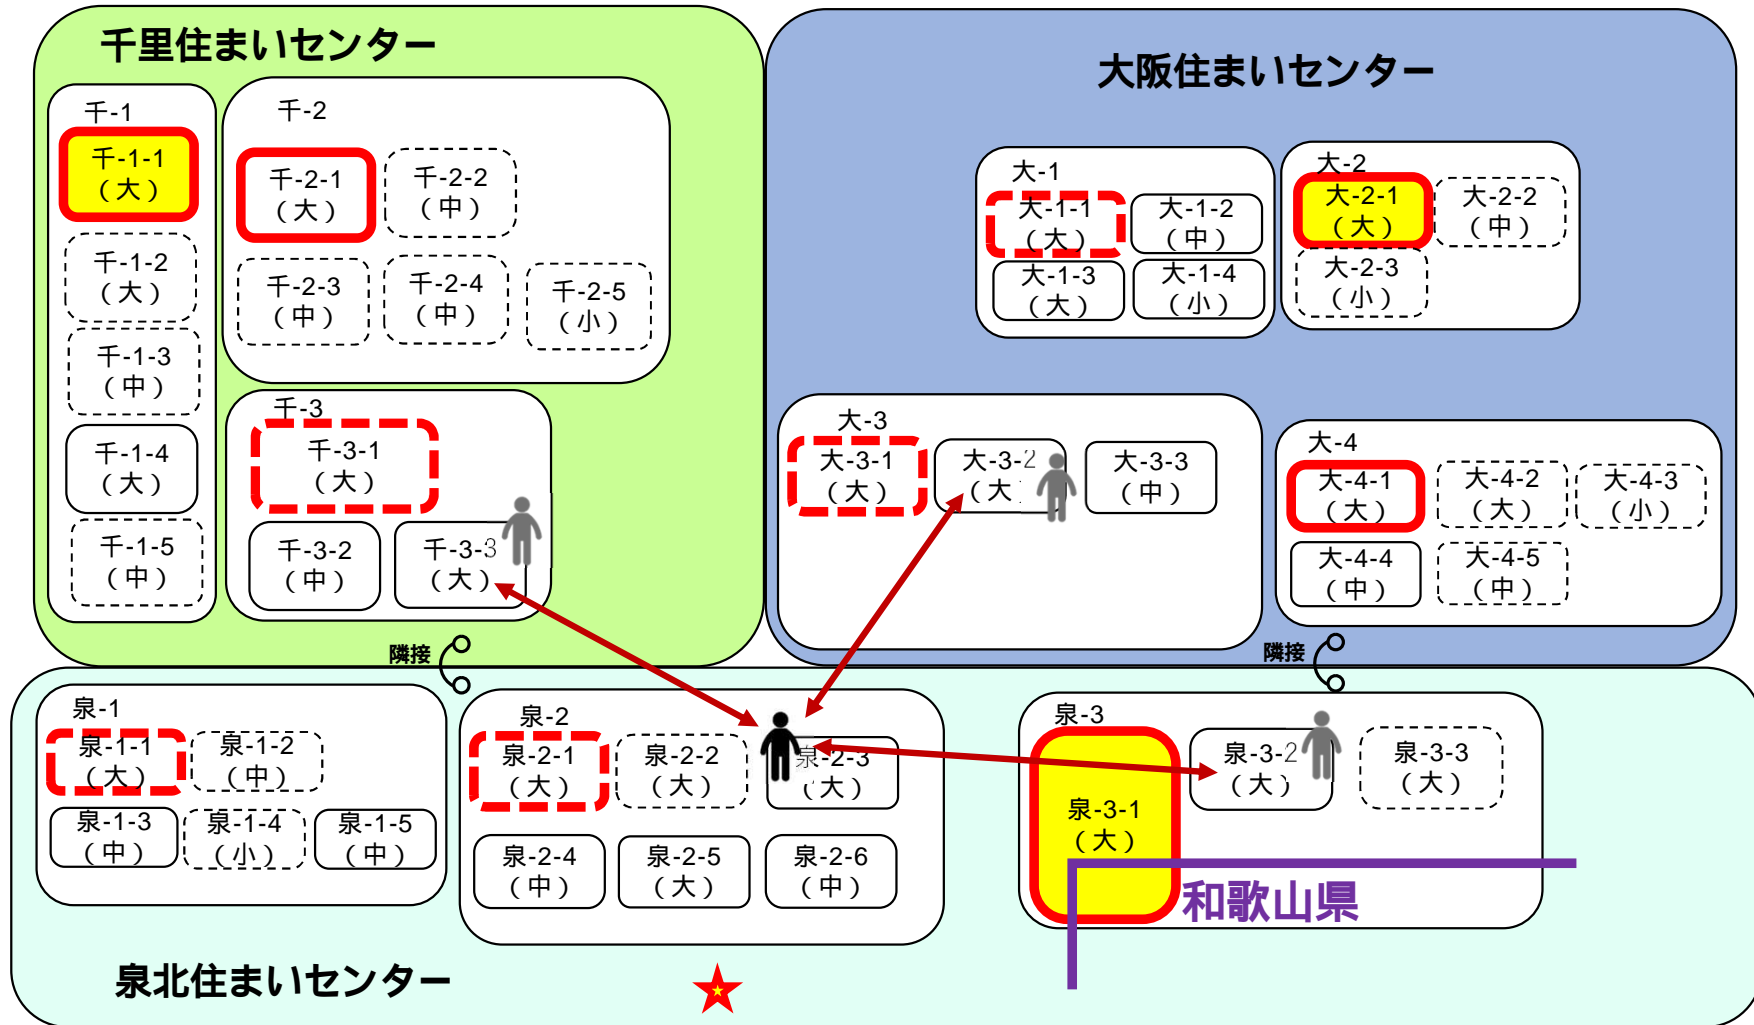 千里住まいセンター
千-1
千-1-1
（大）
千-1-2
（大）
千-1-3
（中）
千-1-4
（大）
千-1-5
（中）
千-2
千-2-1
（大）
千-2-2
（中）
千-2-3
（中）
千-2-4
（中）
千-2-5
（小）
千-3
千-3-1
（大）
千-3-2
（中）
千-3-3
（大）
大阪住まいセンター
大-1
大-1-1
（大）
大-1-2
（中）
大-1-3
（大）
大-1-4
（小）
大-2
大-2-1
（大）
大-2-2
（中）
大-2-3
（小）
大-3
大-3-1
（大）
大-3-2
（大）
大-3-3
（中）
大-4
大-4-1
（大）
大-4-2
（大）
大-4-3
（小）
大-4-4
（中）
大-4-5
（中）
隣接
隣接
泉-1
泉-1-1
（大）
泉-1-2
（中）
泉-1-3
（中）
泉-1-4
（小）
泉-1-5
（中）
泉-2
泉-2-1
（大）
泉-2-2
（大）
泉-2-3
（大）
泉-2-4
（中）
泉-2-5
（大）
泉-2-6
（中）
泉-3
泉-3-1
（大）
泉-3-2
（大）
泉-3-3
（大）
和歌山県
泉北住まいセンター